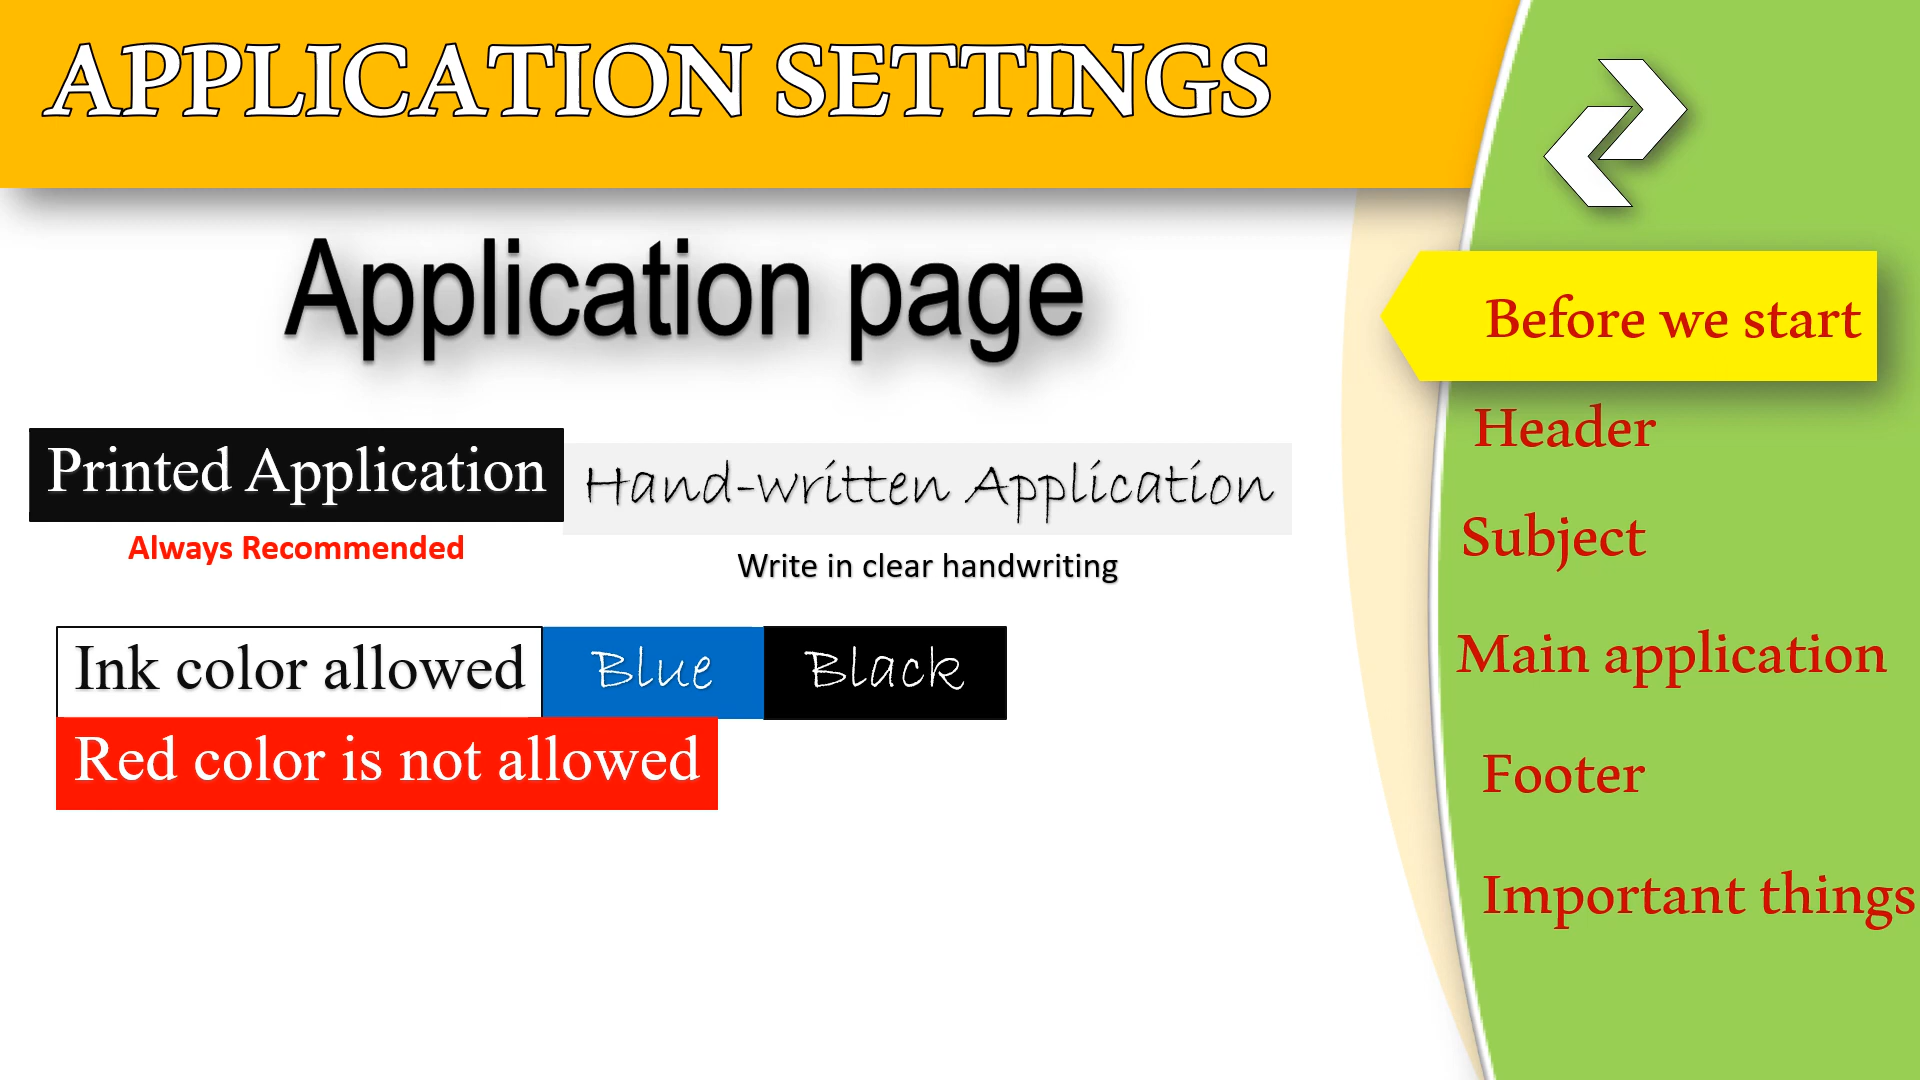 APPLICATION SETTINGS
Application page
Printed Application
Hand-written Application
Always Recommended
Write in clear handwriting
Ink color allowed
Blue
Black
Red color is not allowed
Before we start
Header
Subject
Main application
Footer
Important things